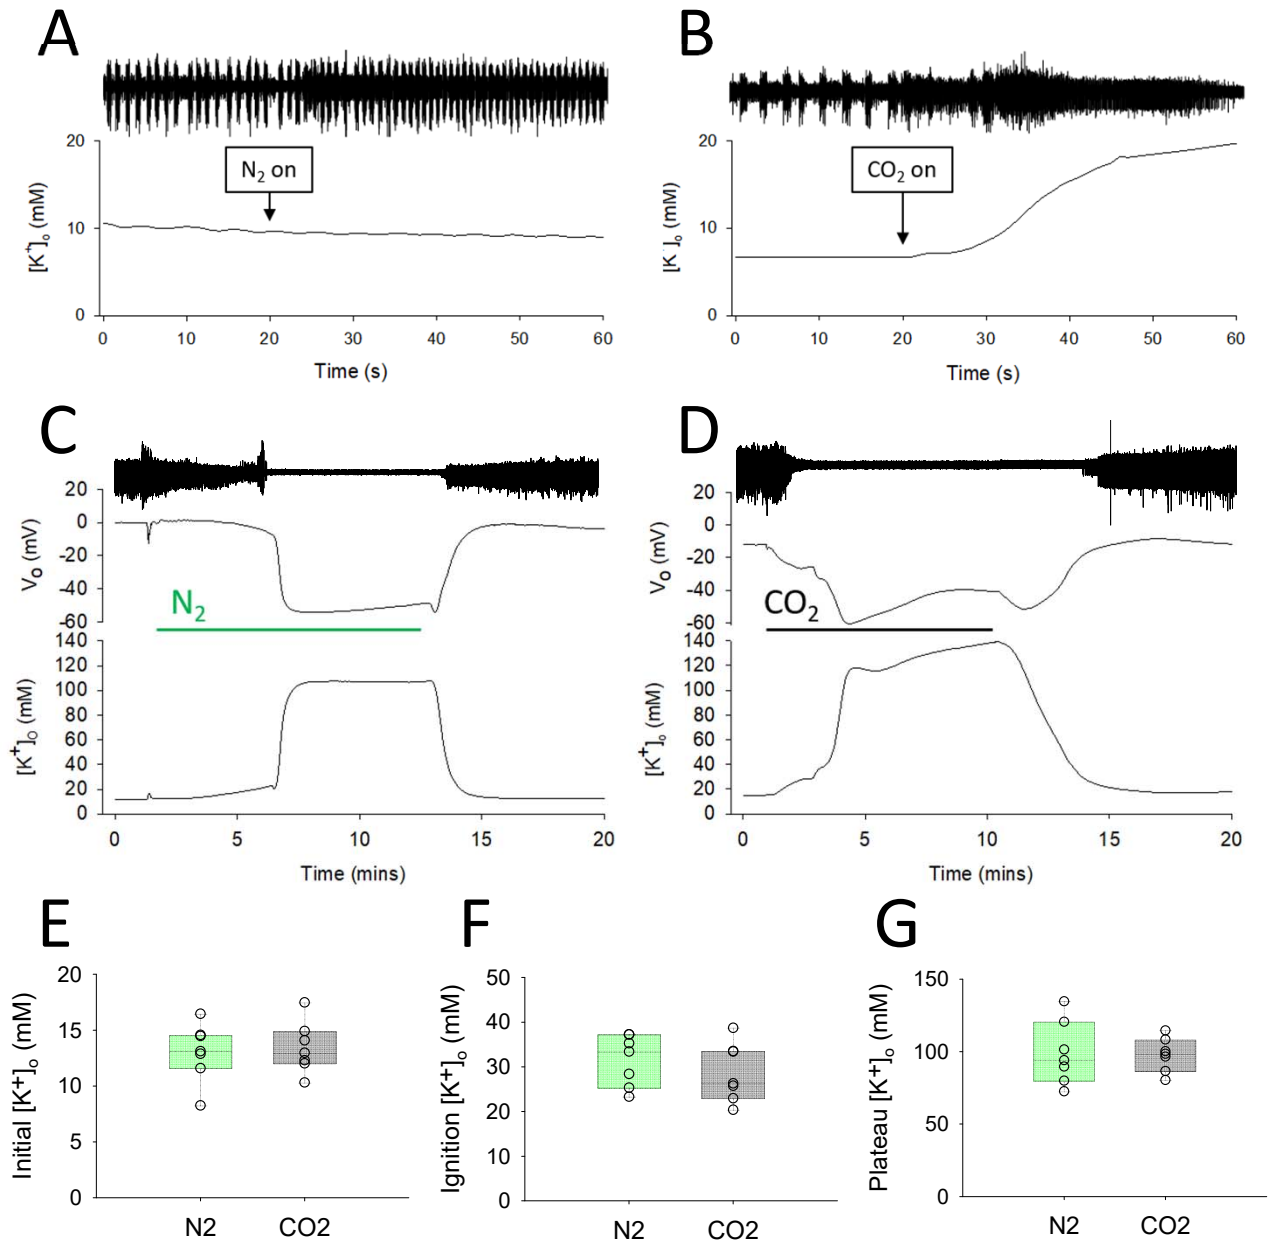 A
20
10
0
[K⁺]ₒ (mM)
N₂ on
0 10 20 30 40 50 60
Time (s)
B
20
10
0
[K˙]ₒ (mM)
CO₂ on
0 10 20 30 40 50 60
Time (s)
C
20
0
-20
-40
-60
Vₒ (mV)
N₂
140
120
100
80
60
40
20
0
[K⁺]ₒ (mM)
0 5 10 15 20
Time (mins)
D
20
0
-20
-40
-60
Vₒ (mV)
CO₂
140
120
100
80
60
40
20
0
[K⁺]ₒ (mM)
0 5 10 15 20
Time (mins)
E
20
15
10
5
0
Initial [K⁺]ₒ (mM)
N2 CO2
F
50
40
30
20
10
0
Ignition [K⁺]ₒ (mM)
N2 CO2
G
150
100
50
0
Plateau [K⁺]ₒ (mM)
N2 CO2